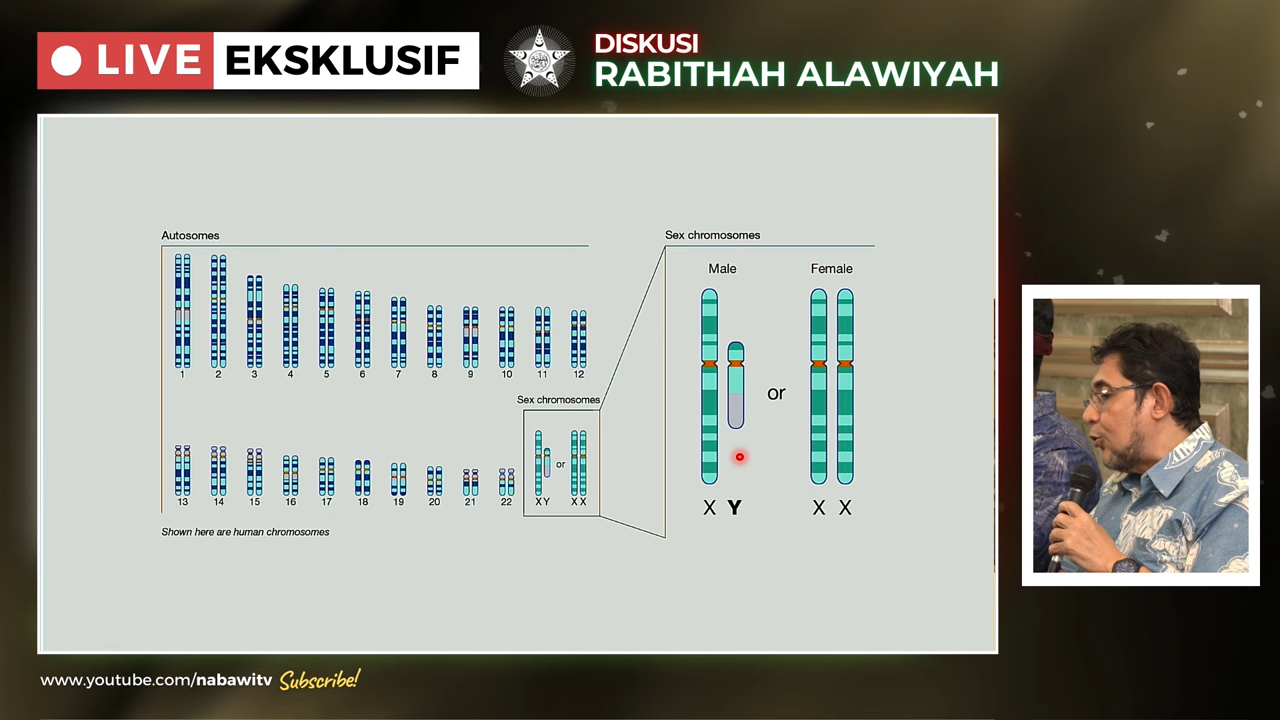 LIVE EKSKLUSIF
DISKUSI
RABITHAH ALAWIYAH
Autosomes
1 2 3 4 5 6 7 8 9 10 11 12
Sex chromosomes
13 14 15 16 17 18 19 20 21 22
or
X Y X X
Shown here are human chromosomes
Sex chromosomes
Male Female
or
X Y X X
www.youtube.com/nabawitv Subscribe!